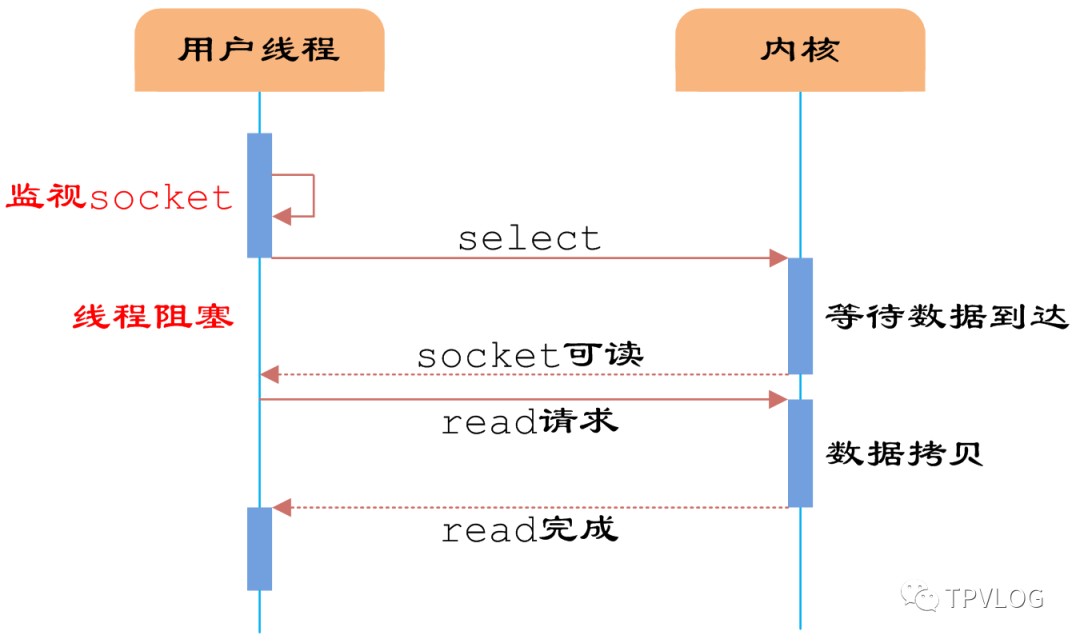 用户线程
内核
监视socket
select
线程阻塞
等待数据到达
socket可读
read请求
数据拷贝
read完成
TPVLOG